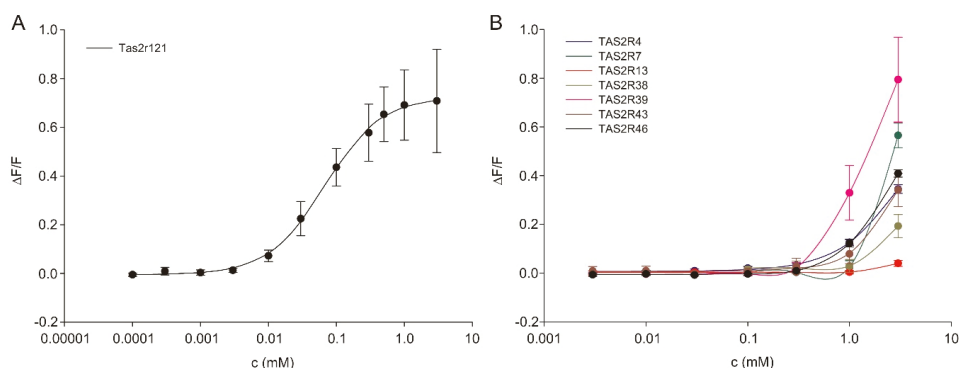 A
Tas2r121
ΔF/F
1.0
0.8
0.6
0.4
0.2
0.0
-0.2
0.00001 0.0001 0.001 0.01 0.1 1 10
c (mM)
B
TAS2R4
TAS2R7
TAS2R13
TAS2R38
TAS2R39
TAS2R43
TAS2R46
ΔF/F
1.0
0.8
0.6
0.4
0.2
0.0
-0.2
0.001 0.01 0.1 1.0 10
c (mM)